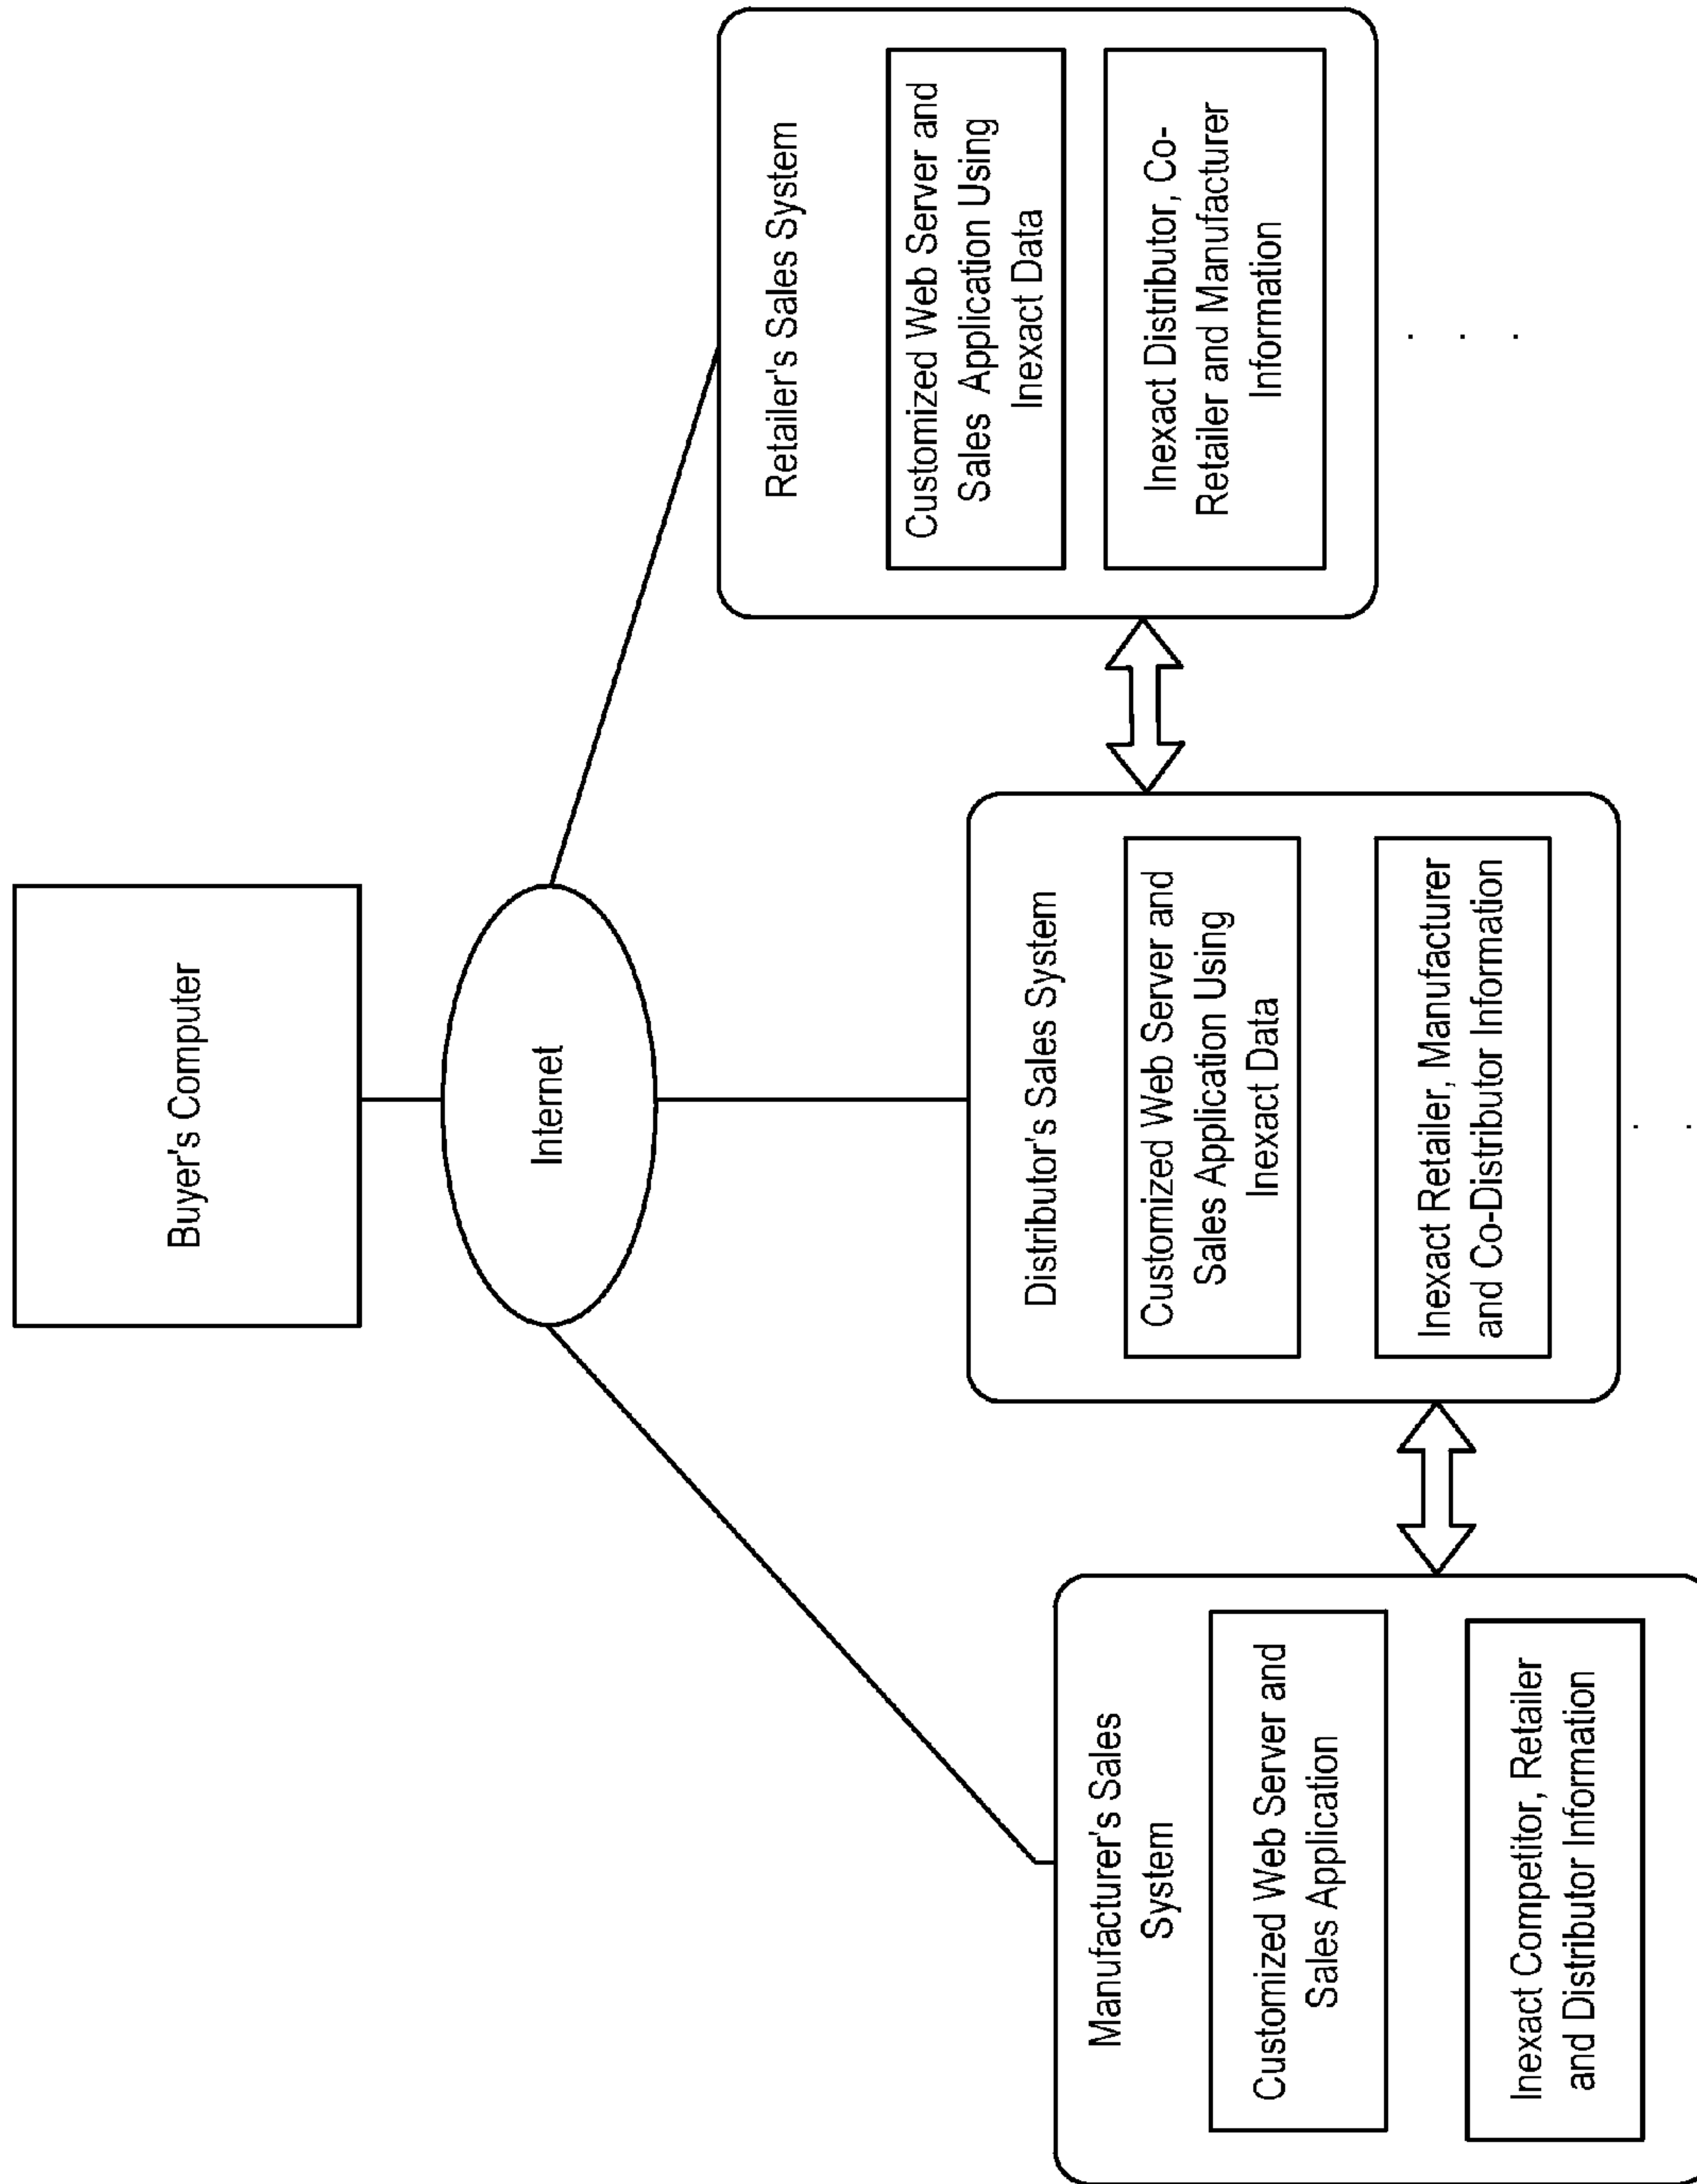 Buyer's Computer
Internet
Manufacturer's Sales
System
Customized Web Server and
Sales Application
Inexact Competitor, Retailer
and Distributor Information
Distributor's Sales System
Customized Web Server and
Sales Application Using
Inexact Data
Inexact Retailer, Manufacturer
and Co-Distributor Information
. .
Retailer's Sales System
Customized Web Server and
Sales Application Using
Inexact Data
Inexact Distributor, Co-
Retailer and Manufacturer
Information
. . .